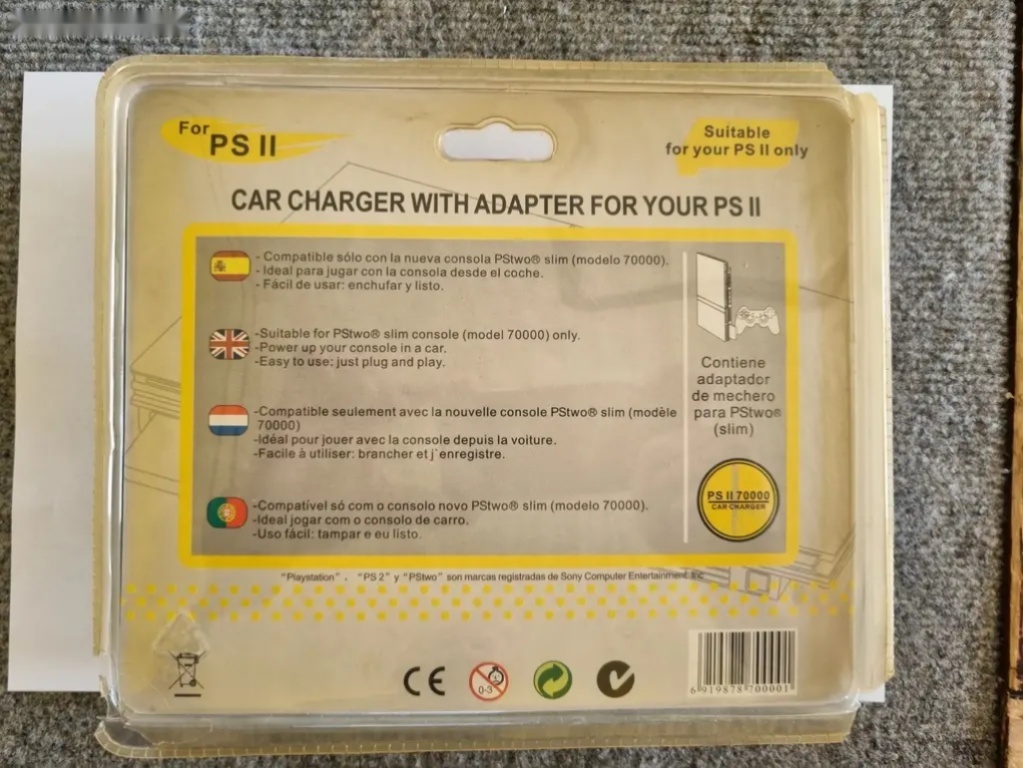 For
PS II
Suitable
for your PS II only
CAR CHARGER WITH ADAPTER FOR YOUR PS II
- Compatible sólo con la nueva consola PStwo® slim (modelo 70000).
- Ideal para jugar con la consola desde el coche.
- Fácil de usar: enchufar y listo.
-Suitable for PStwo® slim console (model 70000) only.
-Power up your console in a car.
-Easy to use: just plug and play.
-Compatible seulement avec la nouvelle console PStwo® slim (modèle
70000)
-Idéal pour jouer avec la console depuis la voiture.
-Facile à utiliser: brancher et j`enregistre.
-Compatível só com o consolo novo PStwo® slim (modelo 70000).
-Ideal jogar com o consolo de carro.
-Uso fácil: tampar e eu listo.
Contiene
adaptador
de mechero
para PStwo®
(slim)
PS II 70000
CAR CHARGER
"Playstation", "PS 2" y "PStwo" son marcas registradas de Sony Computer Entertainment
CE
0-3
6 919878 700001